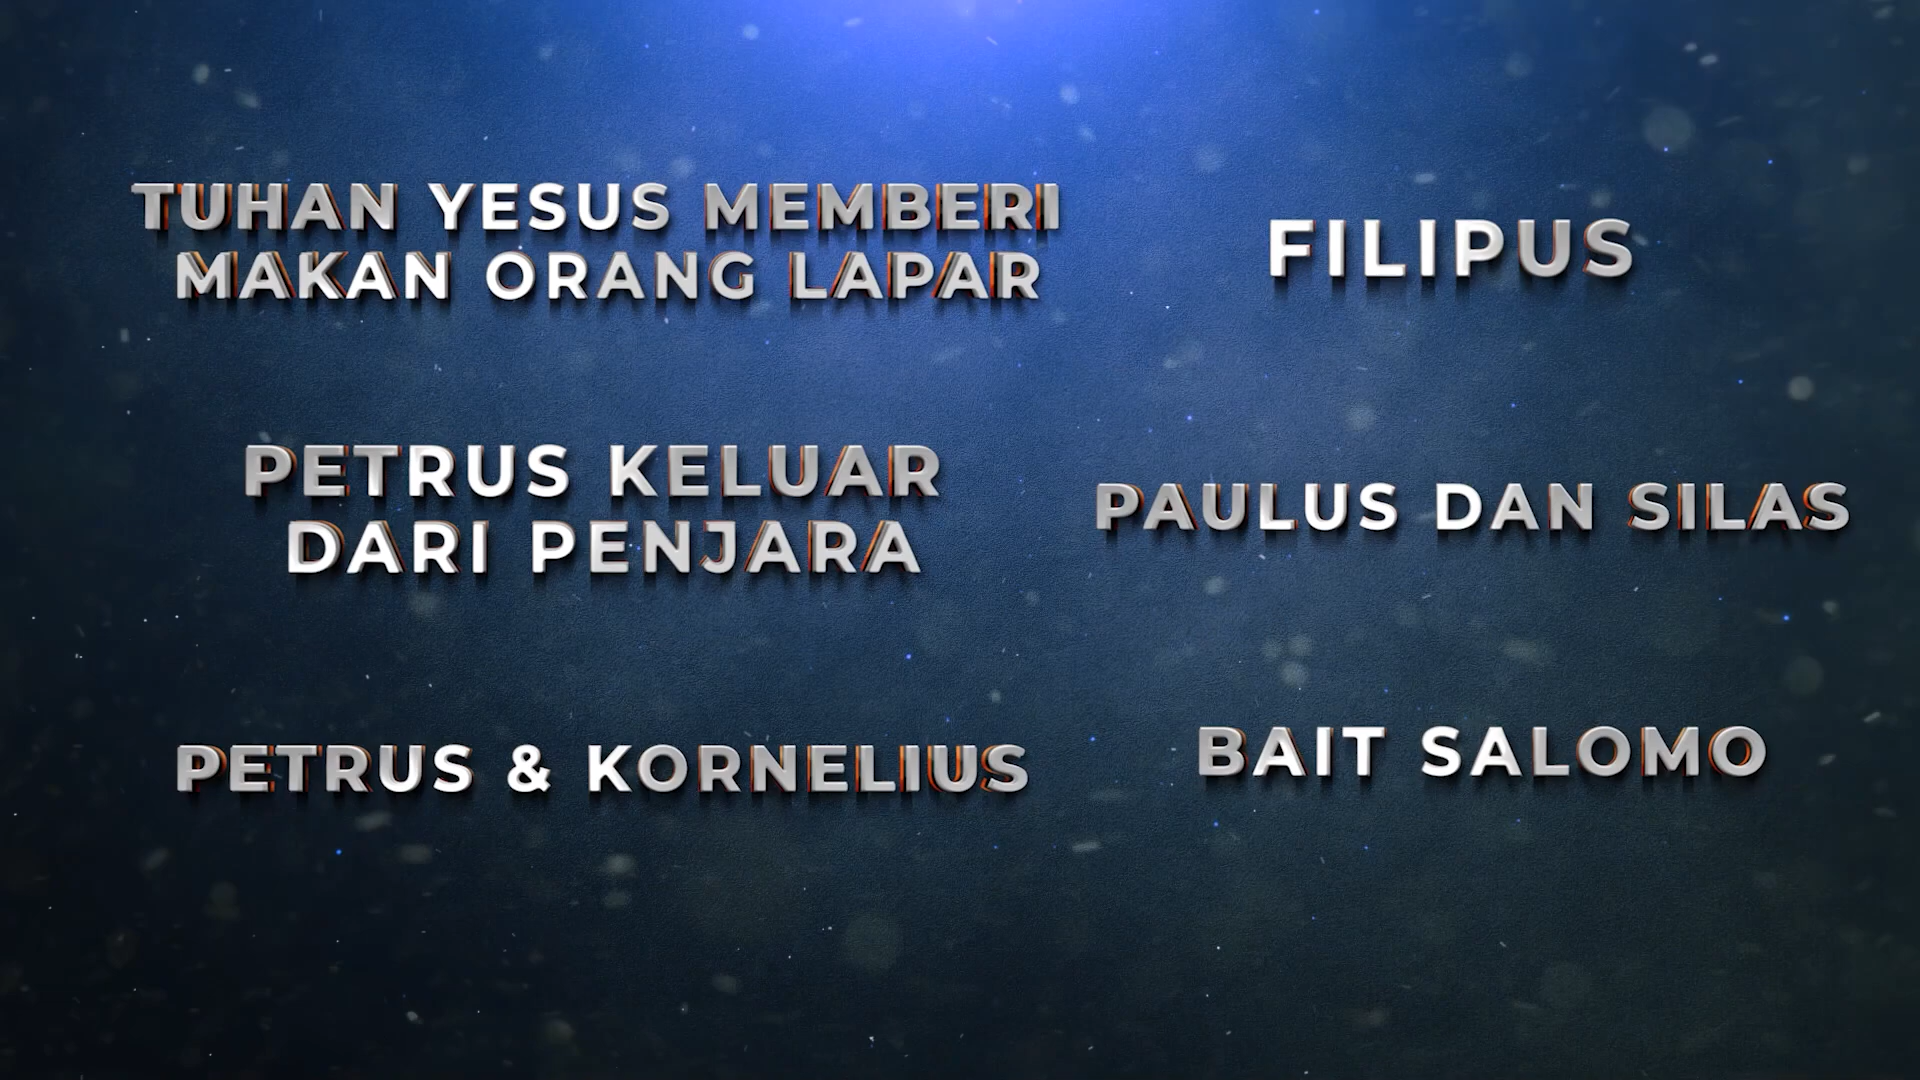 TUHAN YESUS MEMBERI
MAKAN ORANG LAPAR
FILIPUS
PETRUS KELUAR
DARI PENJARA
PAULUS DAN SILAS
PETRUS & KORNELIUS
BAIT SALOMO